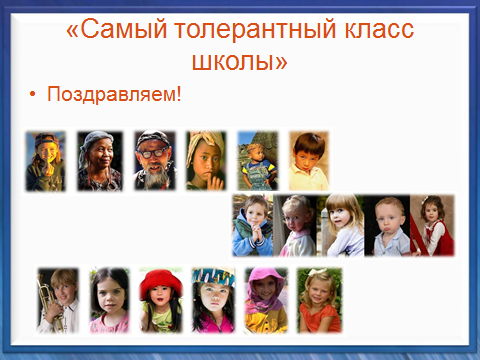 «Самый толерантный класс
школы»
• Поздравляем!